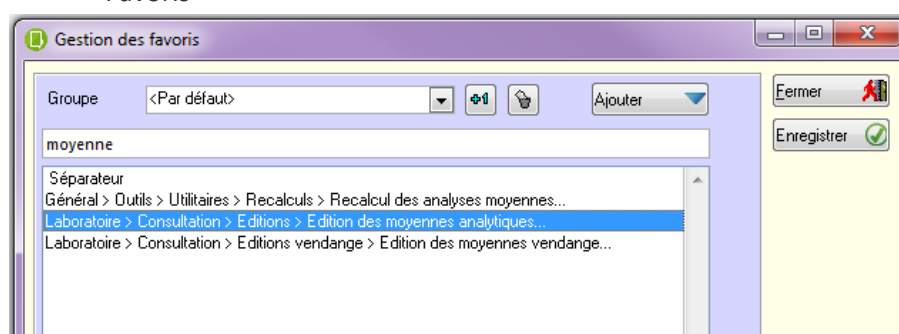 Gestion des favoris
Groupe <Par défaut> Ajouter Fermer
moyenne Enregistrer
Séparateur
Général > Outils > Utilitaires > Recalculs > Recalcul des analyses moyennes...
Laboratoire > Consultation > Editions > Edition des moyennes analytiques...
Laboratoire > Consultation > Editions vendange > Edition des moyennes vendange...